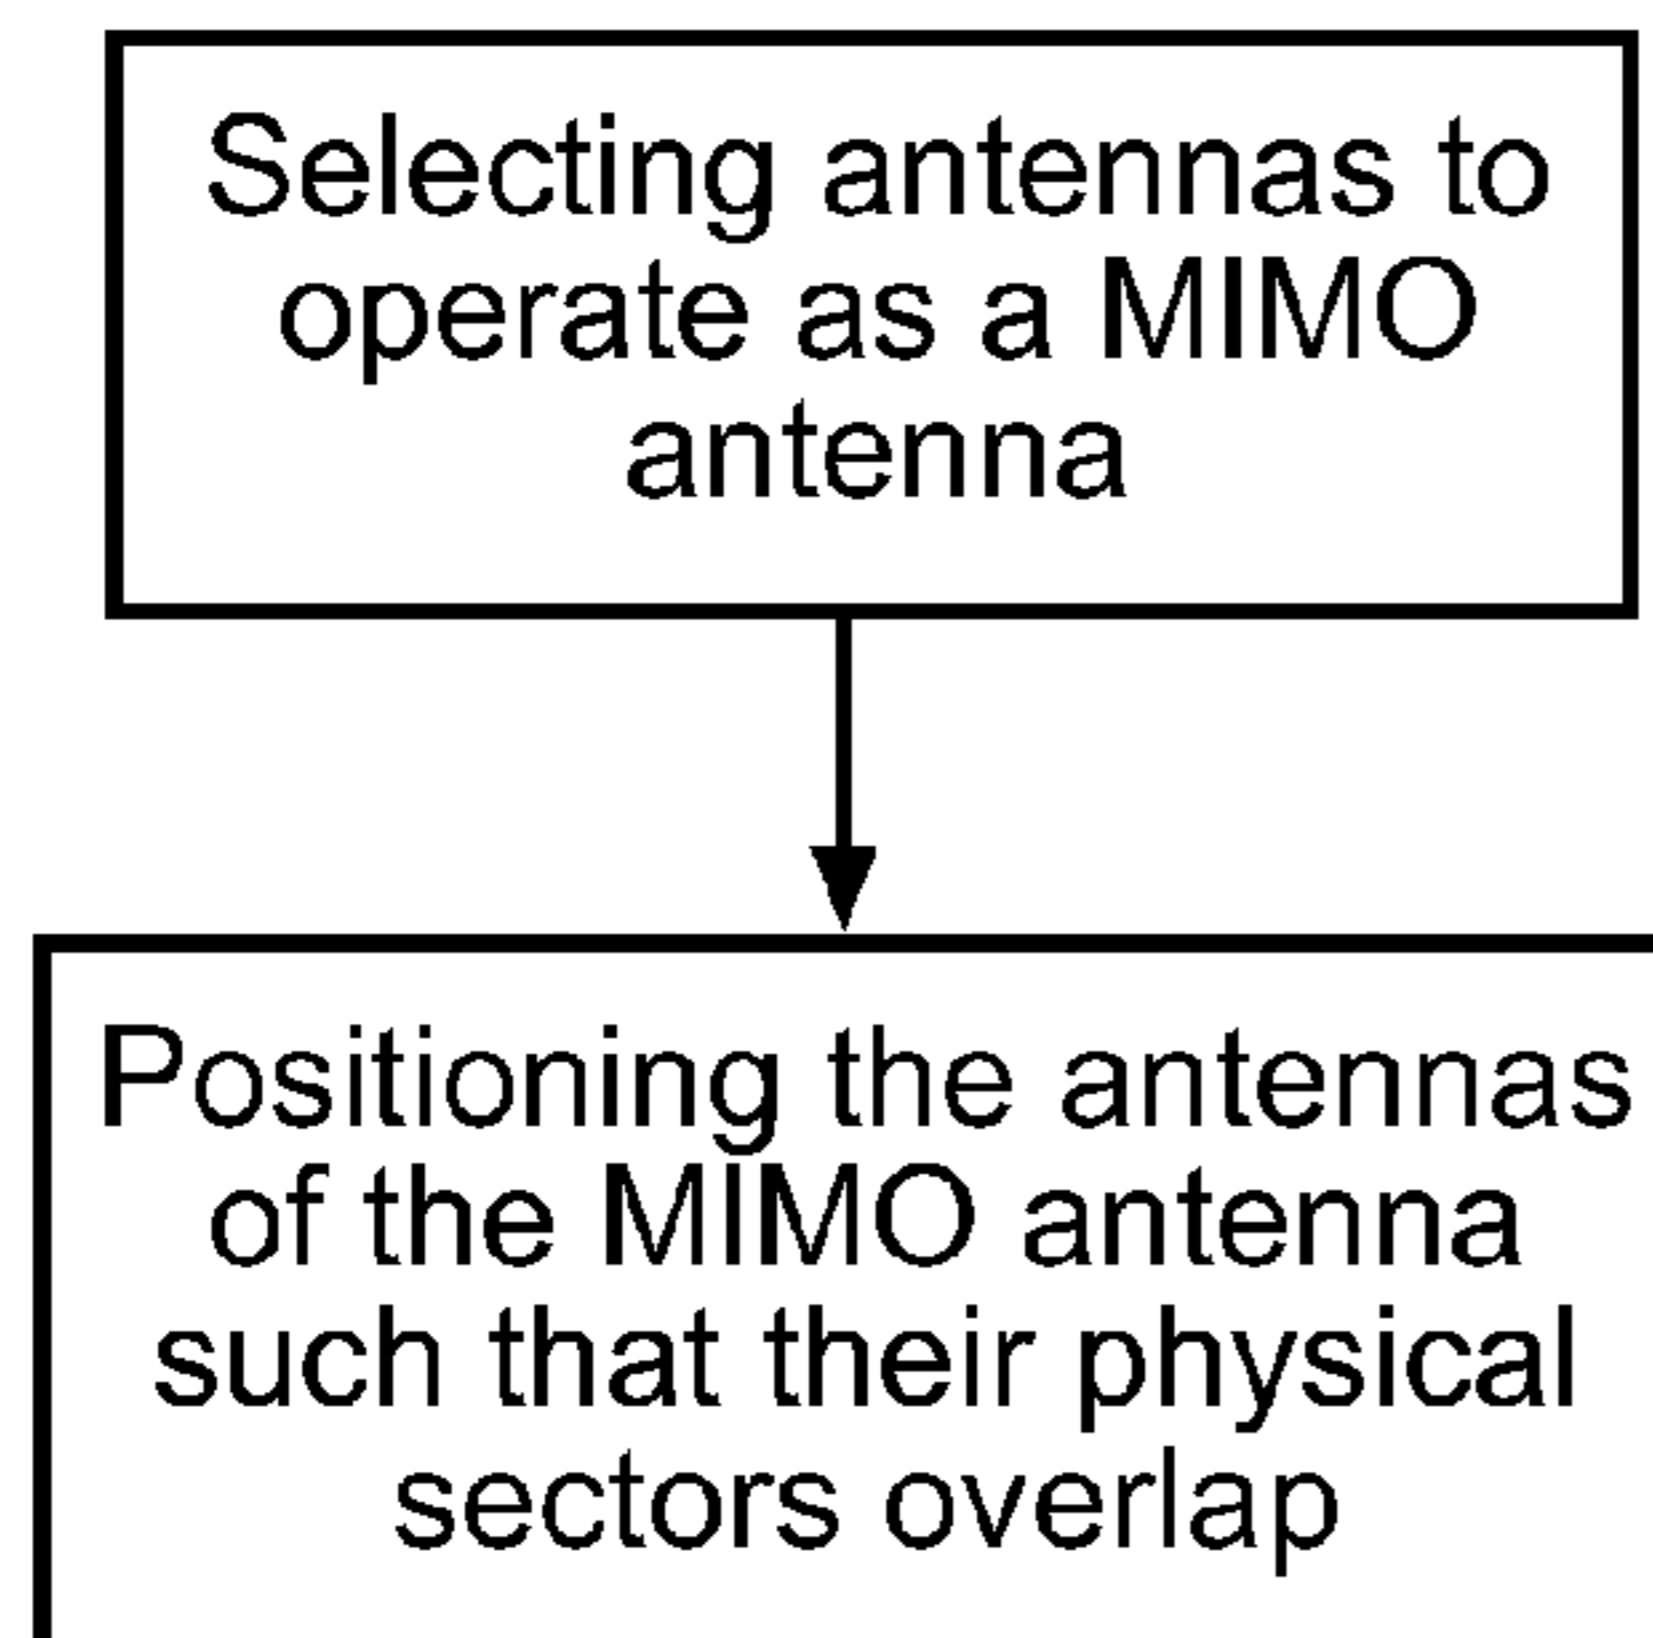 Selecting antennas to
operate as a MIMO
antenna
Positioning the antennas
of the MIMO antenna
such that their physical
sectors overlap